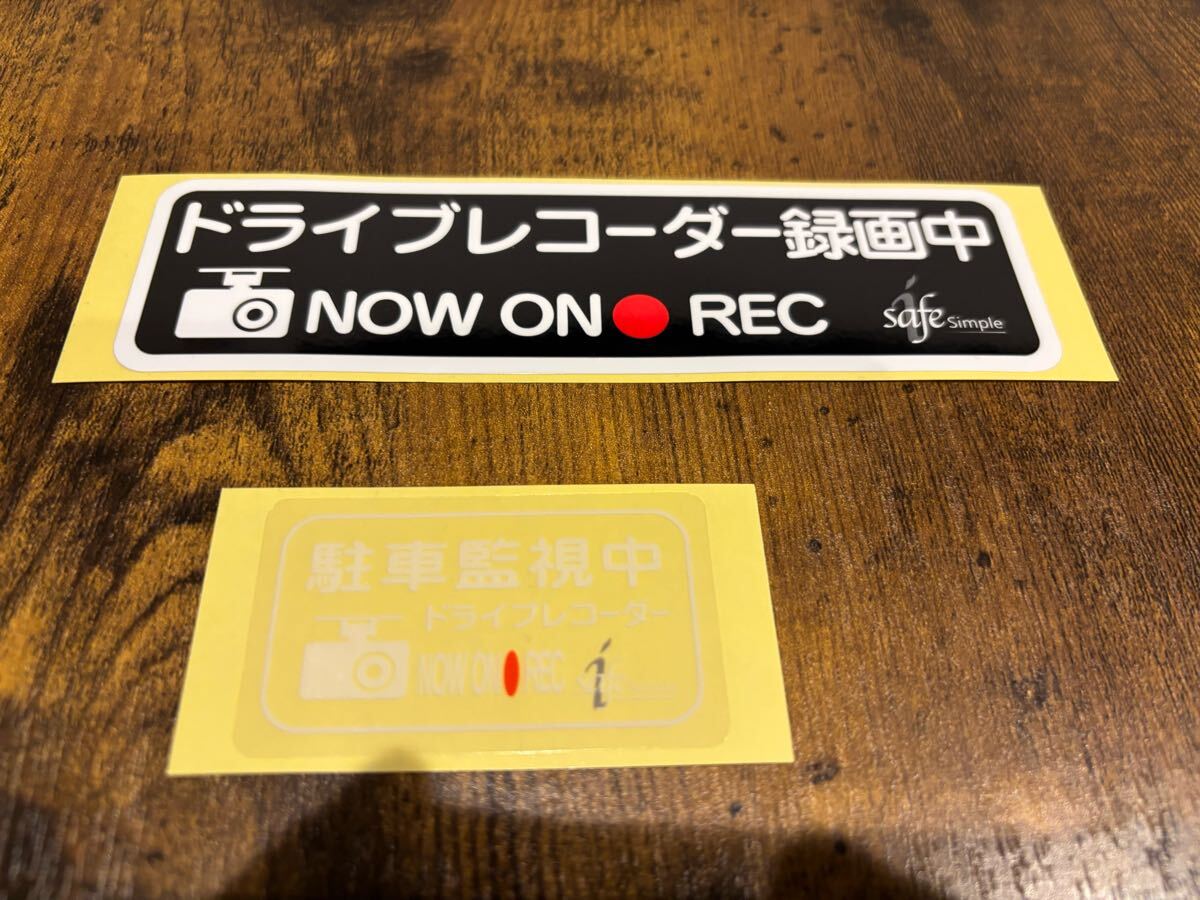 ドライブレコーダー録画中
NOW ON REC
i safe Simple
駐車監視中
ドライブレコーダー
NOW ON REC
i